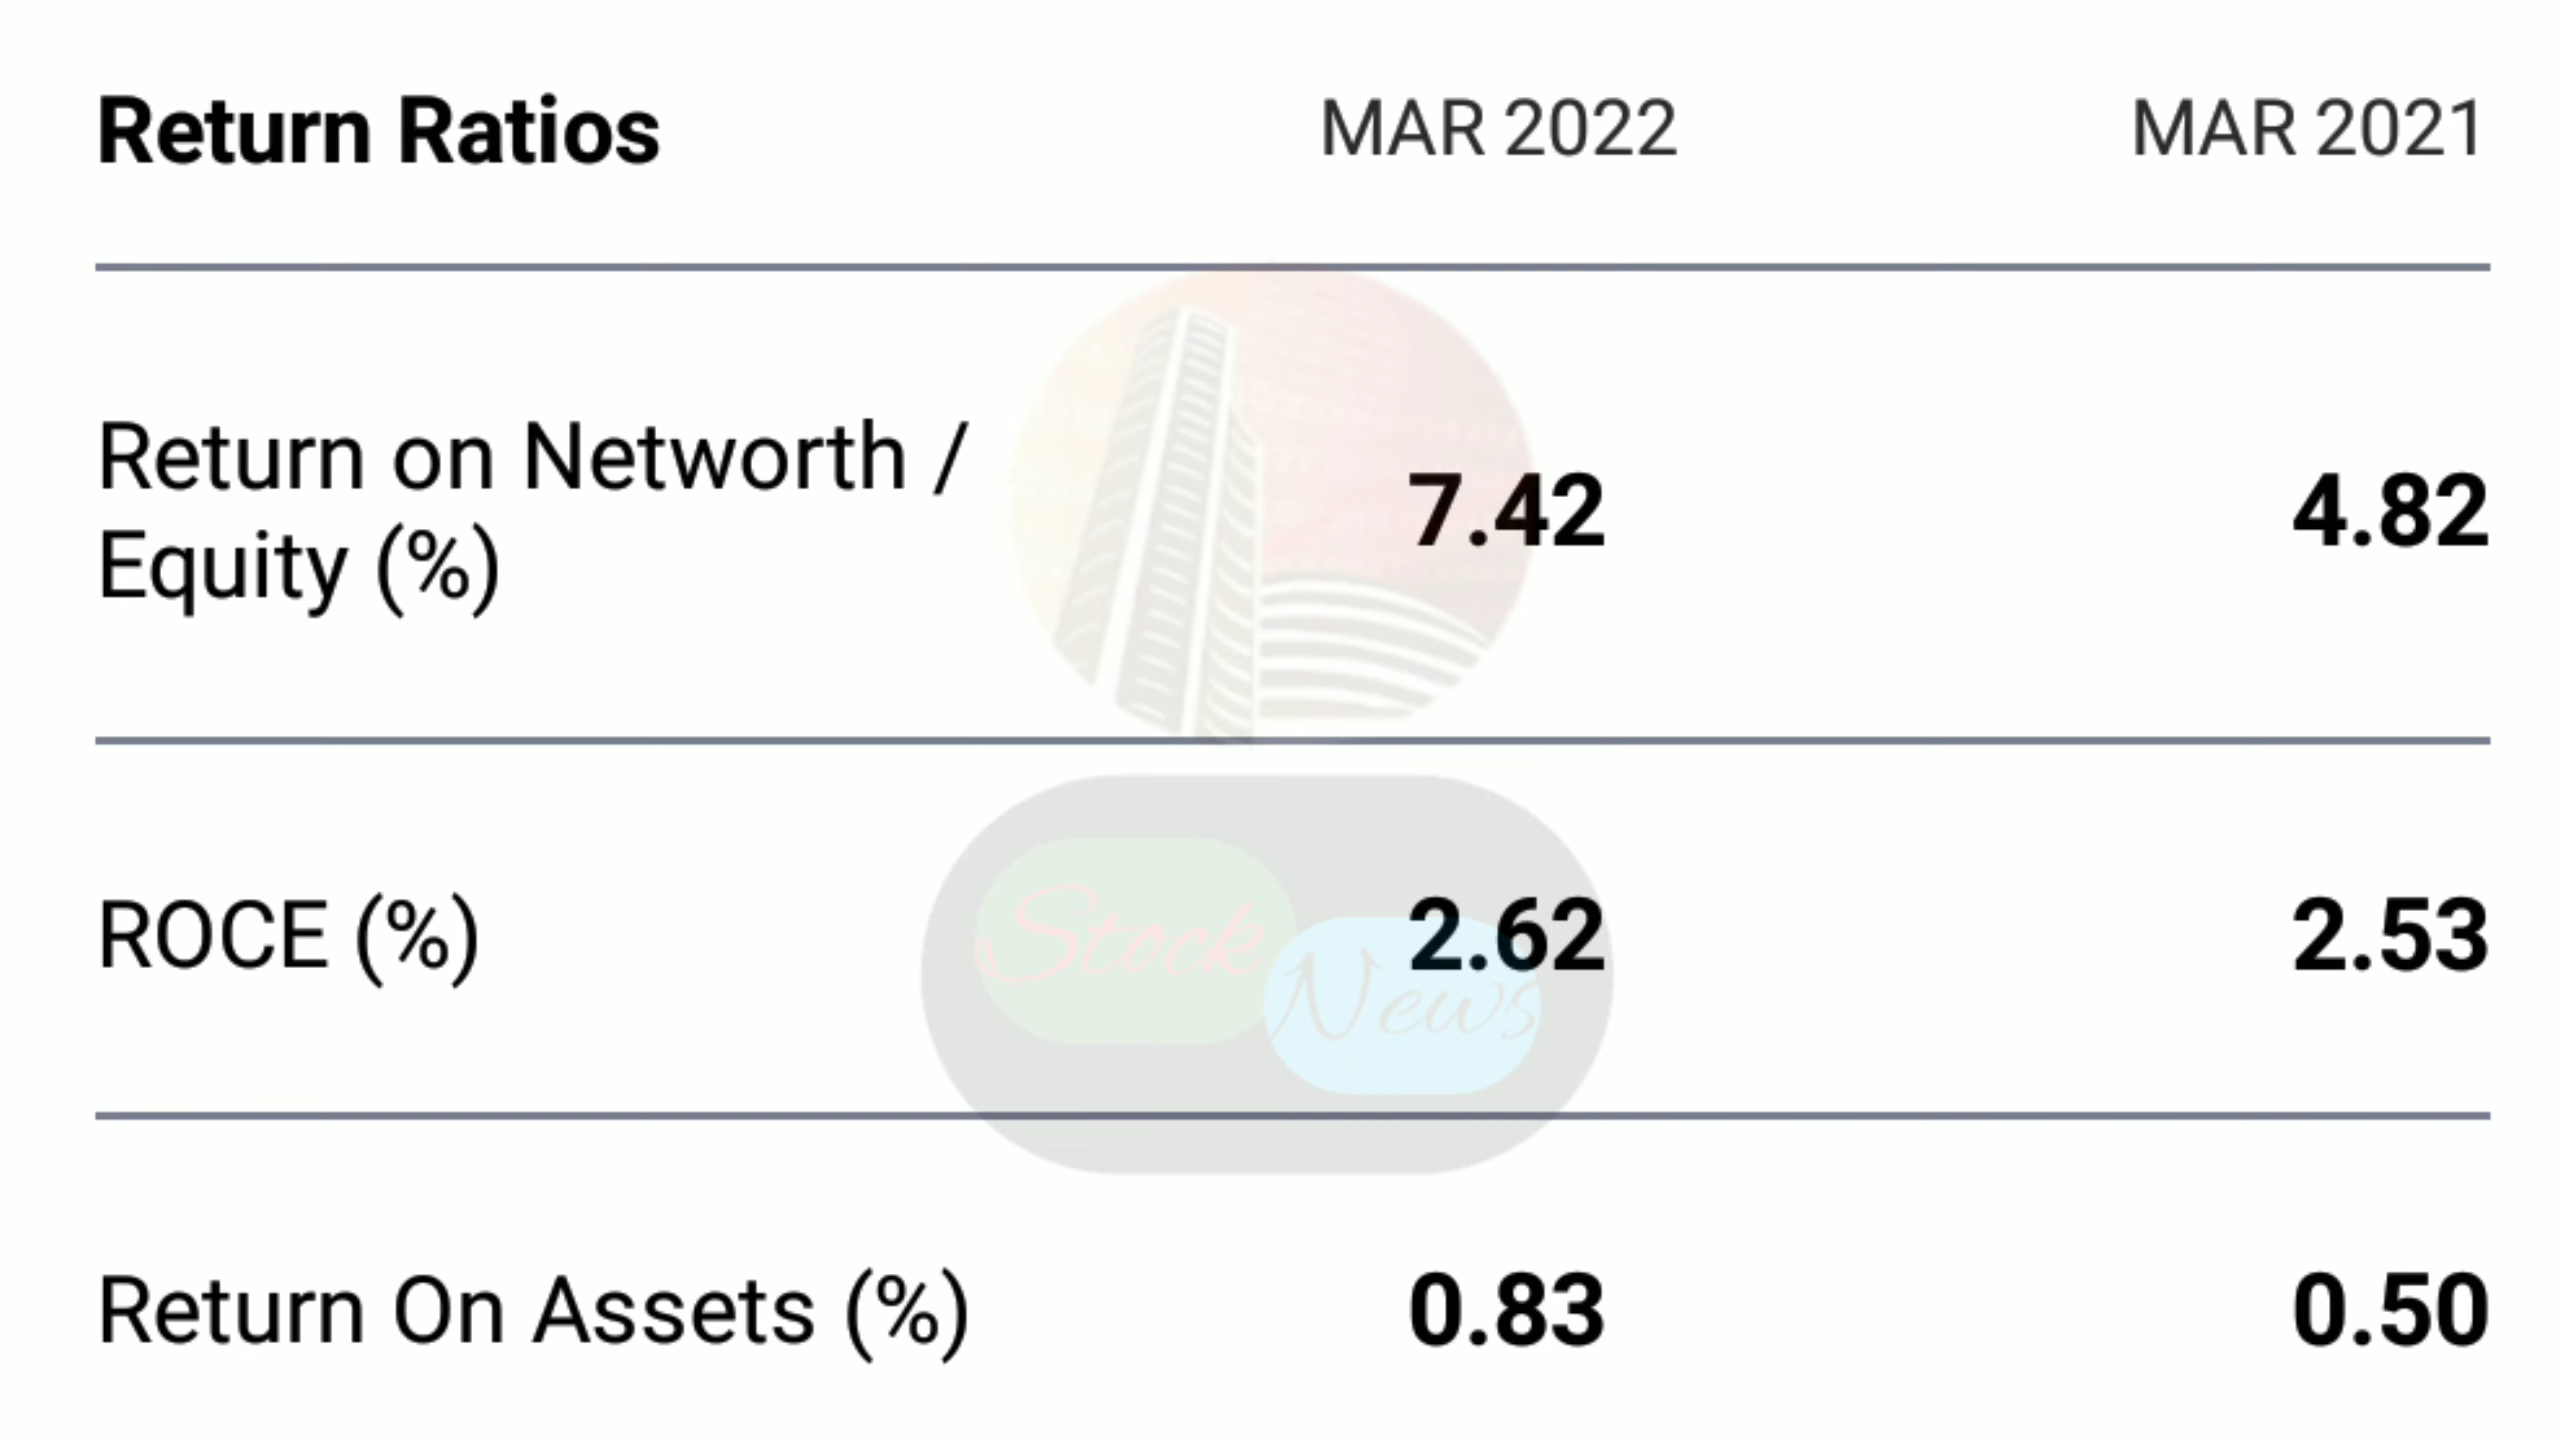 Return Ratios MAR 2022 MAR 2021
Return on Networth /
Equity (%) 7.42 4.82
Stock
ROCE (%) 2.62 2.53
News
Return On Assets (%) 0.83 0.50